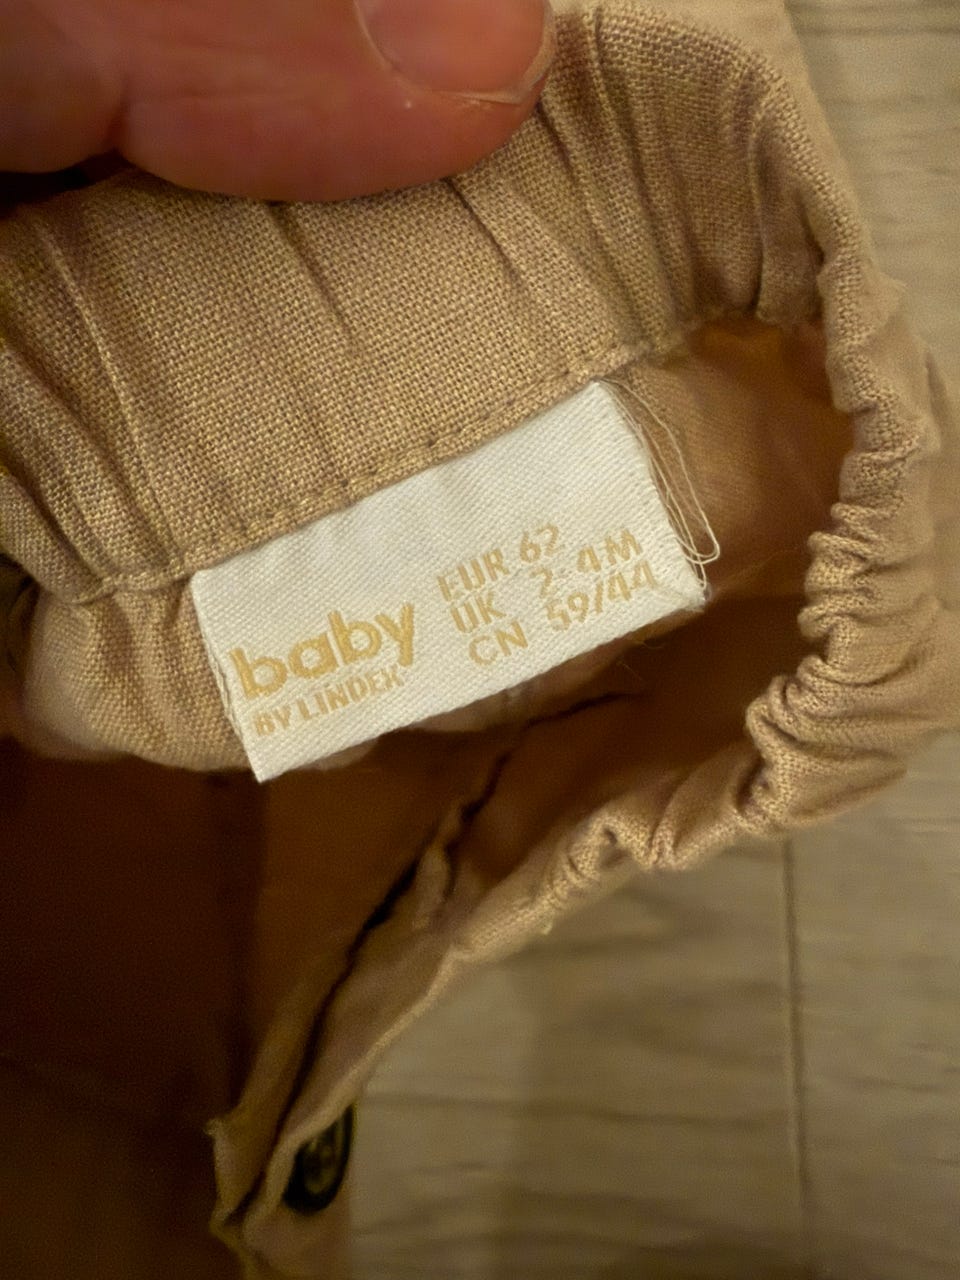 baby
BY LINDEX
EUR 62
UK 2-4M
CN 59/44